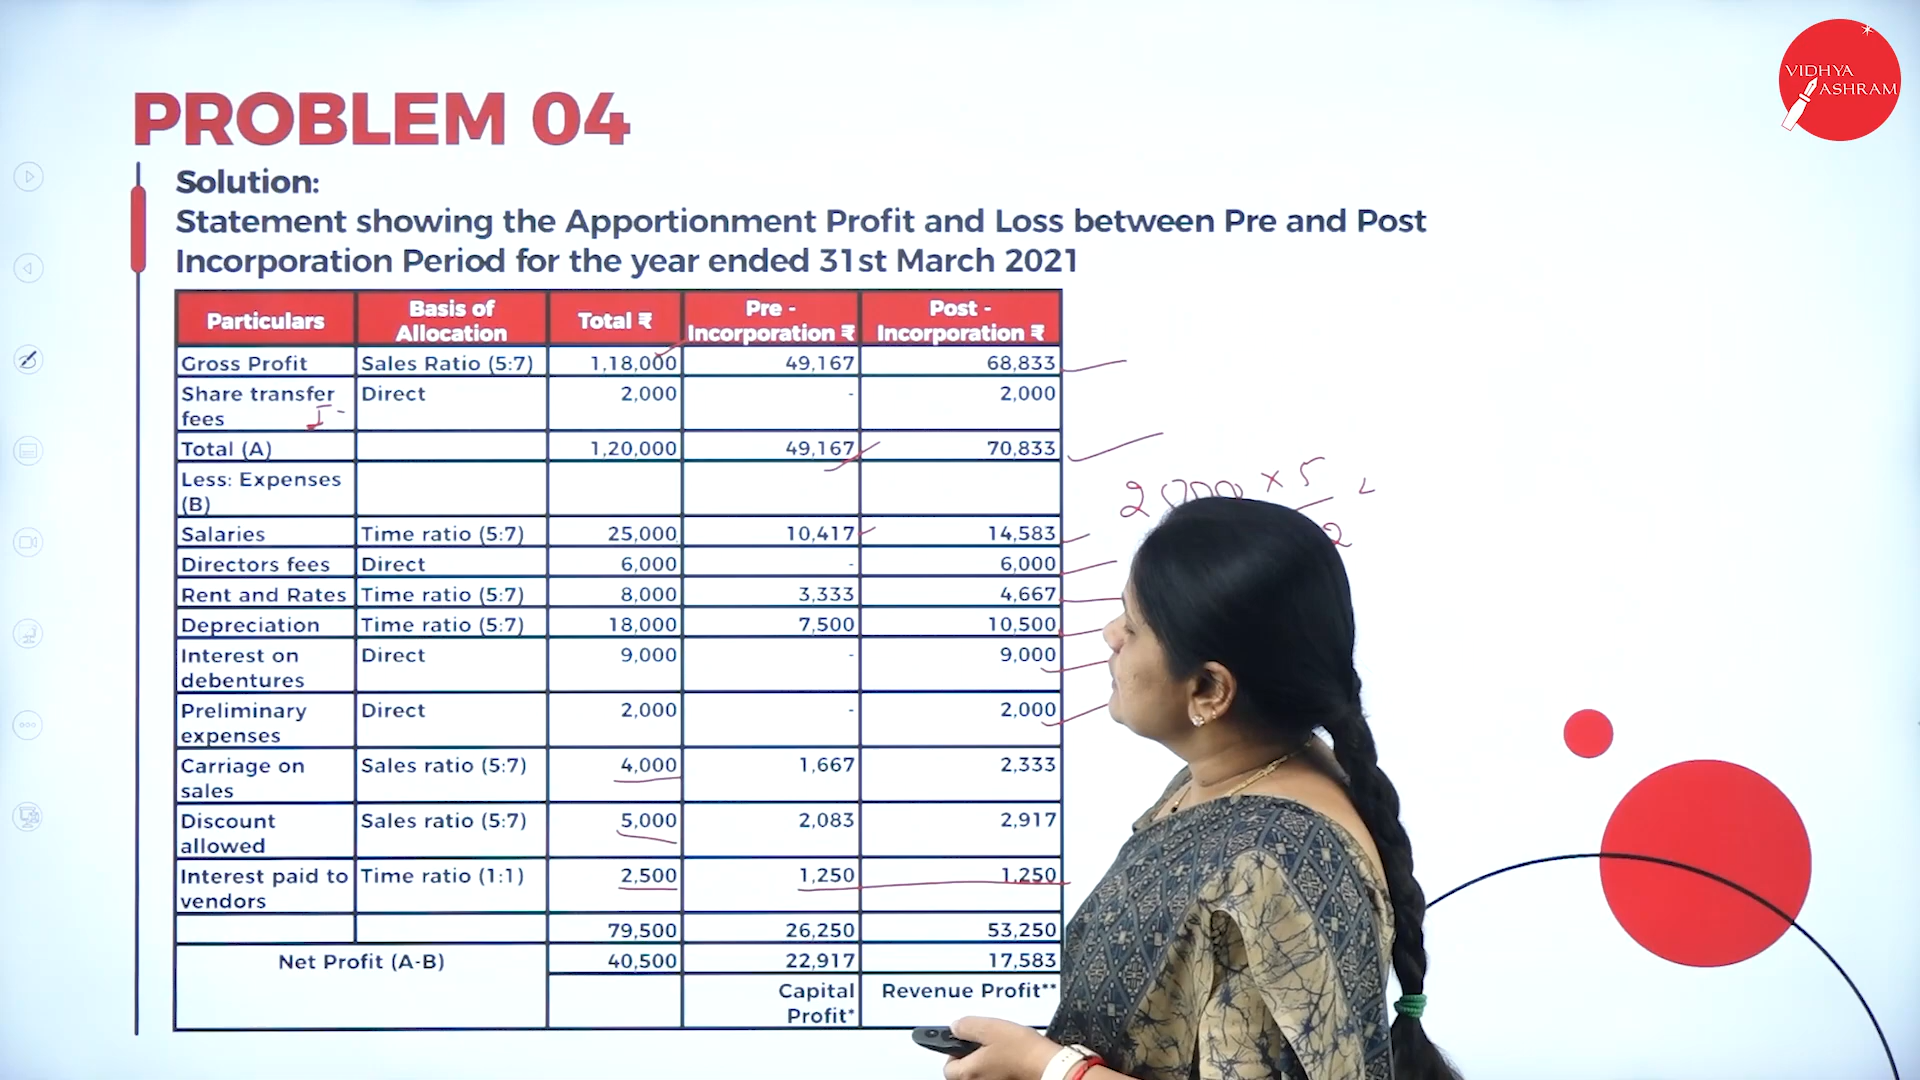 VIDHYA
ASHRAM
PROBLEM 04
Solution:
Statement showing the Apportionment Profit and Loss between Pre and Post
Incorporation Period for the year ended 31st March 2021
Particulars Basis of Allocation Total ₹ Pre - Incorporation ₹ Post - Incorporation ₹
Gross Profit Sales Ratio (5:7) 1,18,000 49,167 68,833
Share transfer fees Direct 2,000 - 2,000
Total (A) 1,20,000 49,167 70,833
Less: Expenses (B)
Salaries Time ratio (5:7) 25,000 10,417 14,583
Directors fees Direct 6,000 - 6,000
Rent and Rates Time ratio (5:7) 8,000 3,333 4,667
Depreciation Time ratio (5:7) 18,000 7,500 10,500
Interest on debentures Direct 9,000 - 9,000
Preliminary expenses Direct 2,000 - 2,000
Carriage on sales Sales ratio (5:7) 4,000 1,667 2,333
Discount allowed Sales ratio (5:7) 5,000 2,083 2,917
Interest paid to vendors Time ratio (1:1) 2,500 1,250 1,250
79,500 26,250 53,250
Net Profit (A-B) 40,500 22,917 17,583
Capital Profit* Revenue Profit**
× 5
2